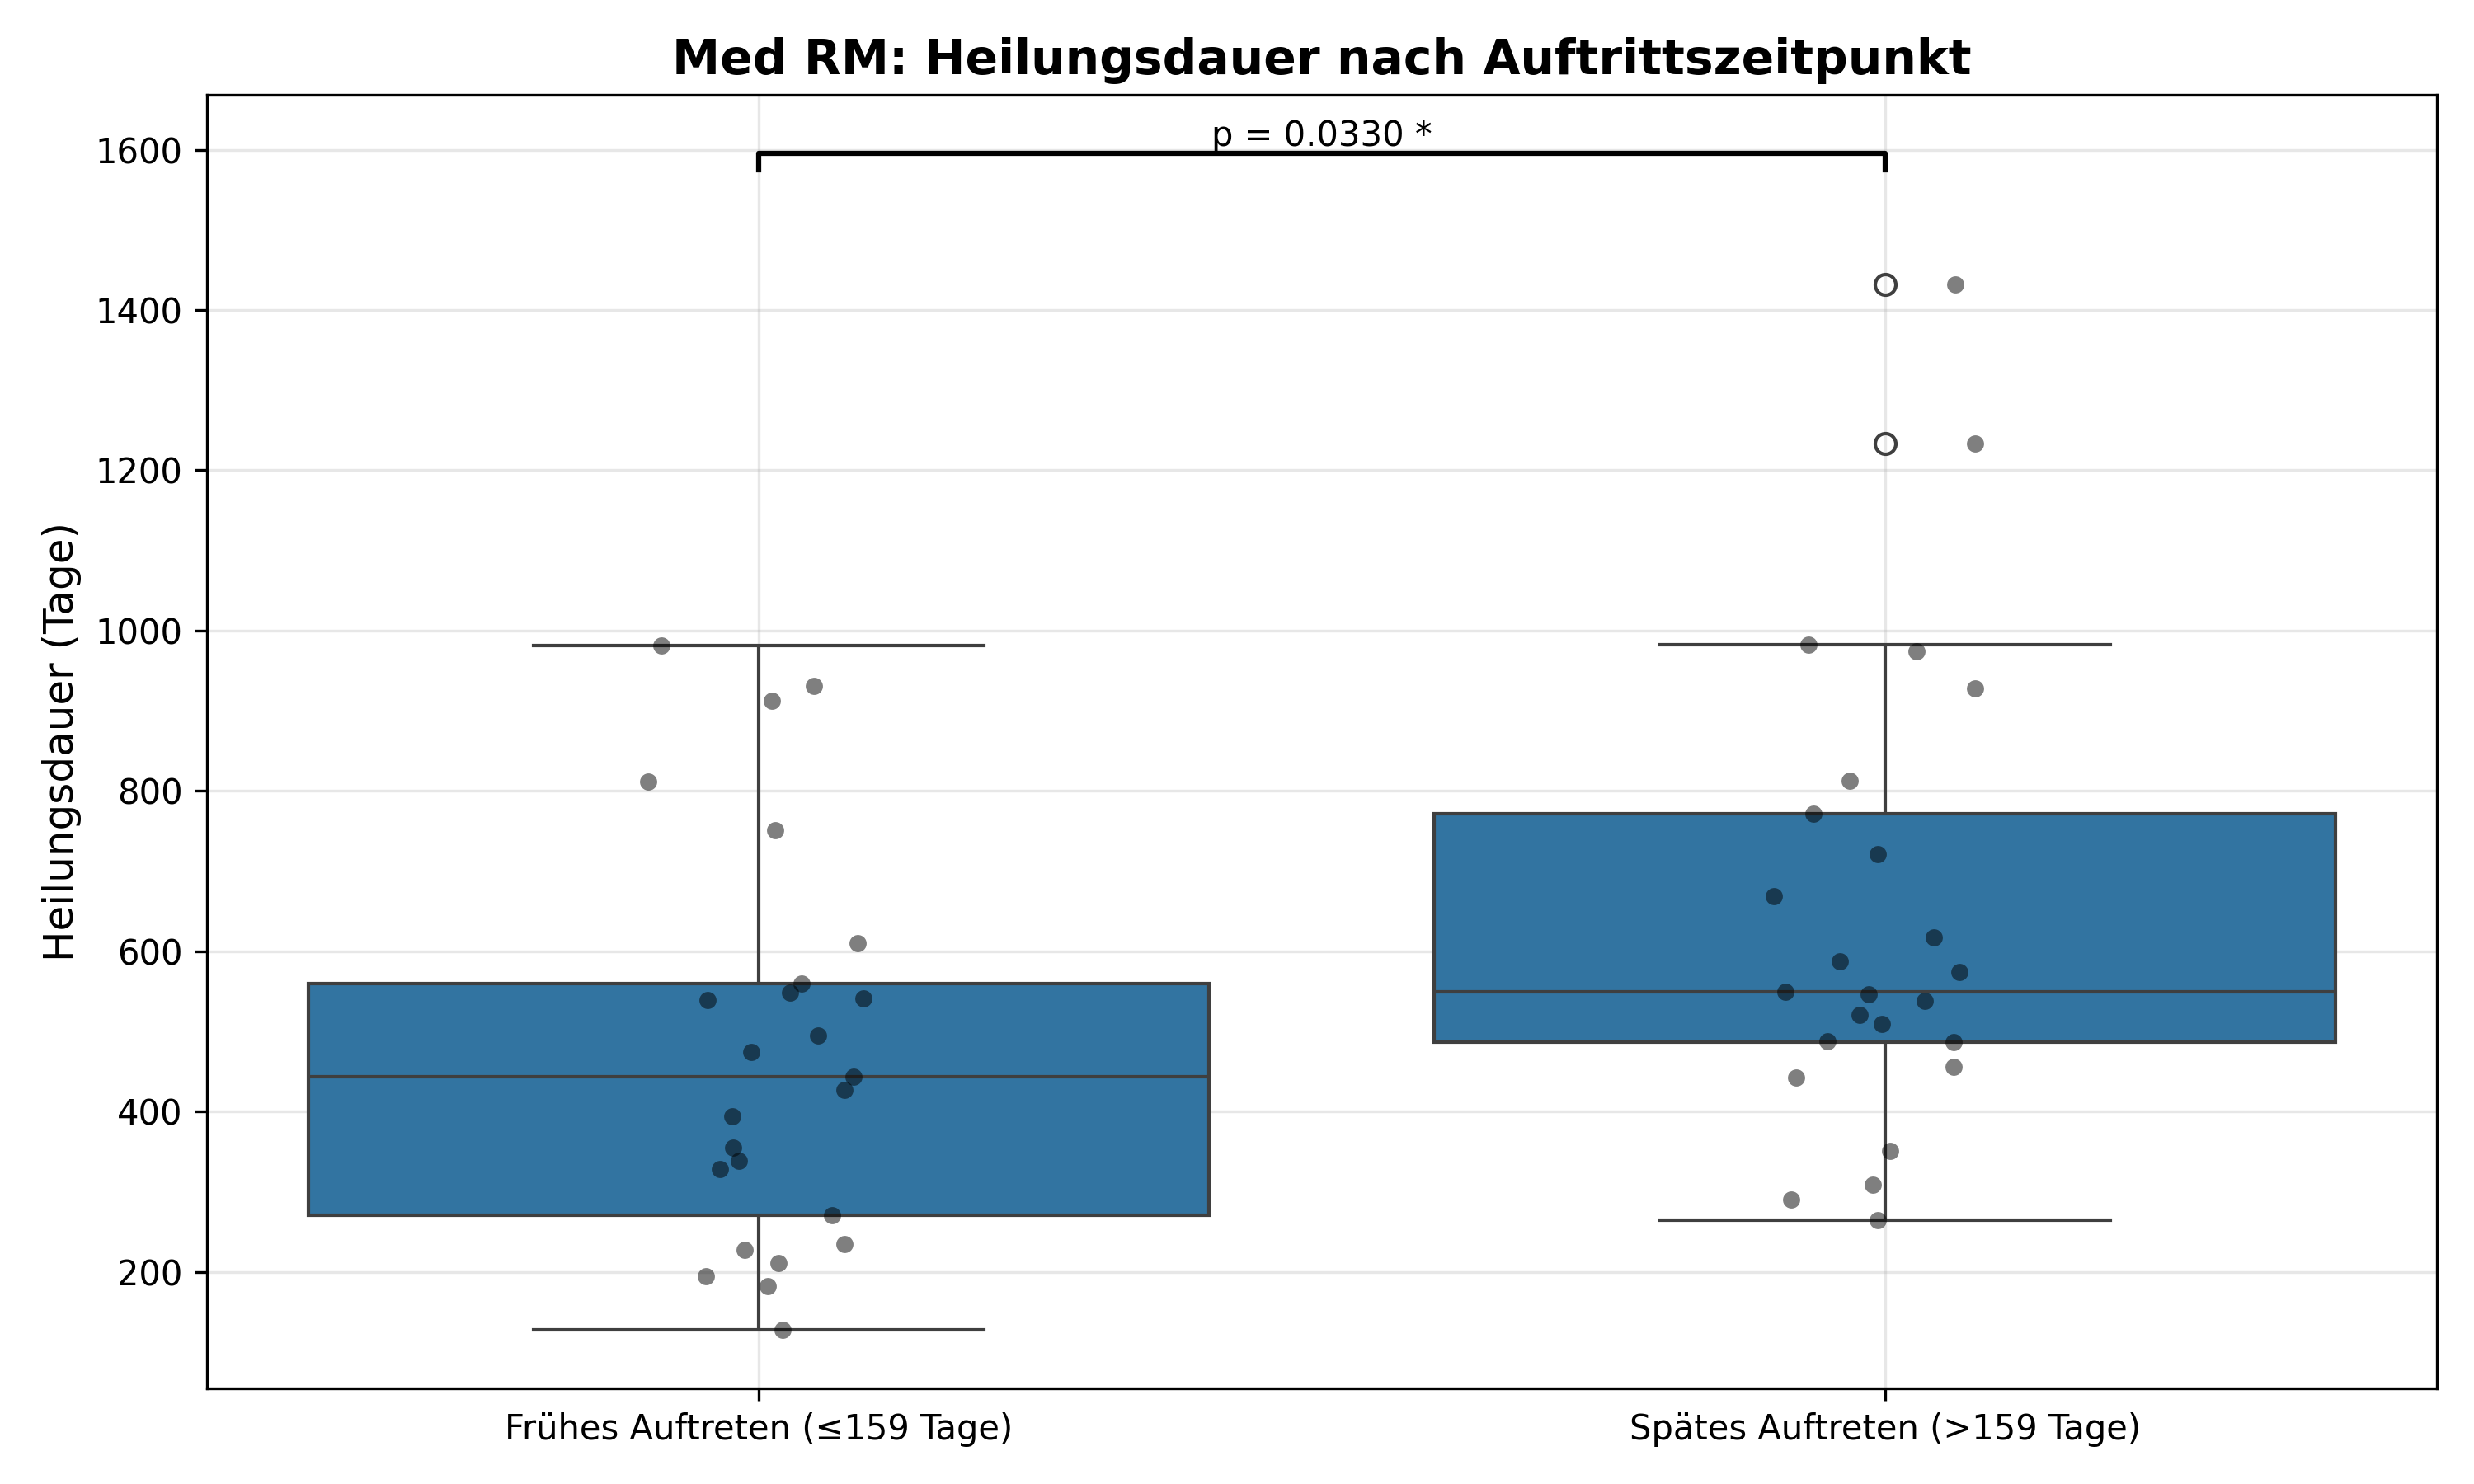 Med RM: Heilungsdauer nach Auftrittszeitpunkt
p = 0.0330 *
Heilungsdauer (Tage)
1600
1400
1200
1000
800
600
400
200
Frühes Auftreten (≤159 Tage)
Spätes Auftreten (>159 Tage)